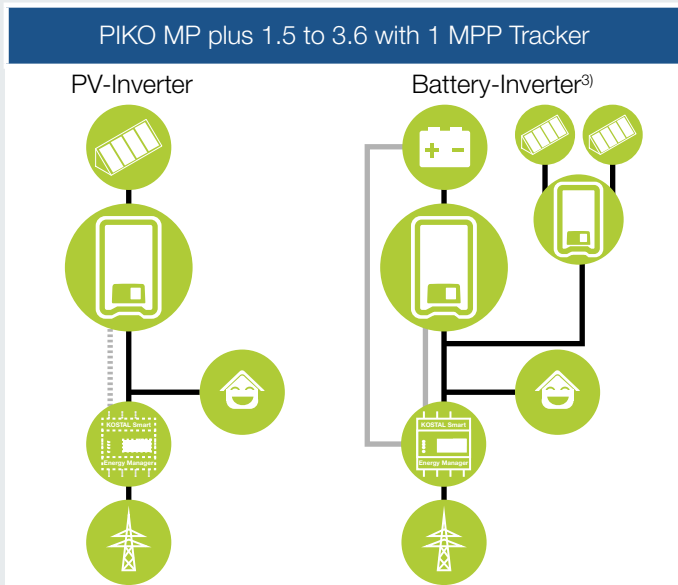 PIKO MP plus 1.5 to 3.6 with 1 MPP Tracker
PV-Inverter
Battery-Inverter3)
+ -
KOSTAL Smart
Energy Manager
KOSTAL Smart
Energy Manager